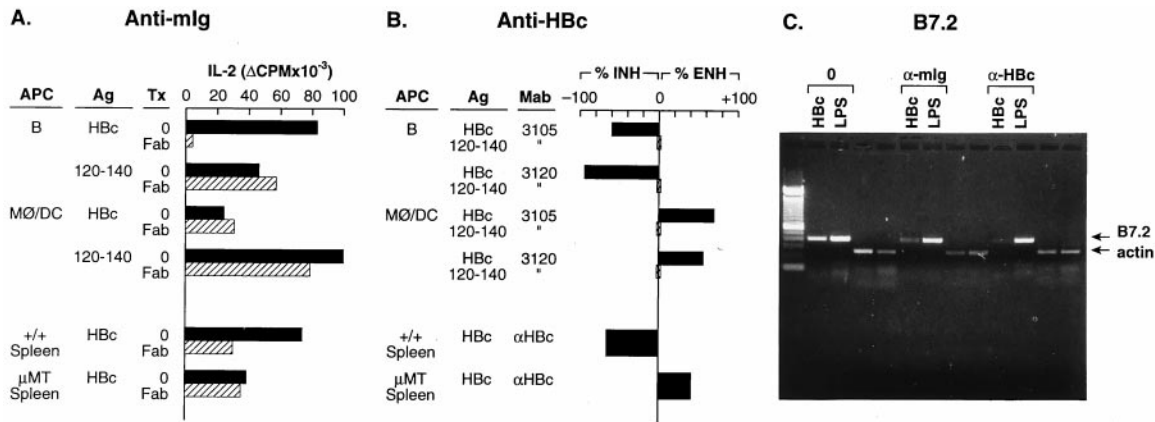 A. Anti-mIg
IL-2 (ΔCPMx10⁻³)
APC Ag Tx 0 20 40 60 80 100
B HBc 0
Fab
120-140 0
Fab
MØ/DC HBc 0
Fab
120-140 0
Fab
+/+ HBc 0
Spleen Fab
μMT HBc 0
Spleen Fab
B. Anti-HBc
% INH % ENH
APC Ag Mab −100 0 +100
B HBc 3105
120-140 "
HBc 3120
120-140 "
MØ/DC HBc 3105
120-140 "
HBc 3120
120-140 "
+/+ HBc αHBc
Spleen
μMT HBc αHBc
Spleen
C. B7.2
0 α-mIg α-HBc
HBc LPS HBc LPS HBc LPS
B7.2
actin